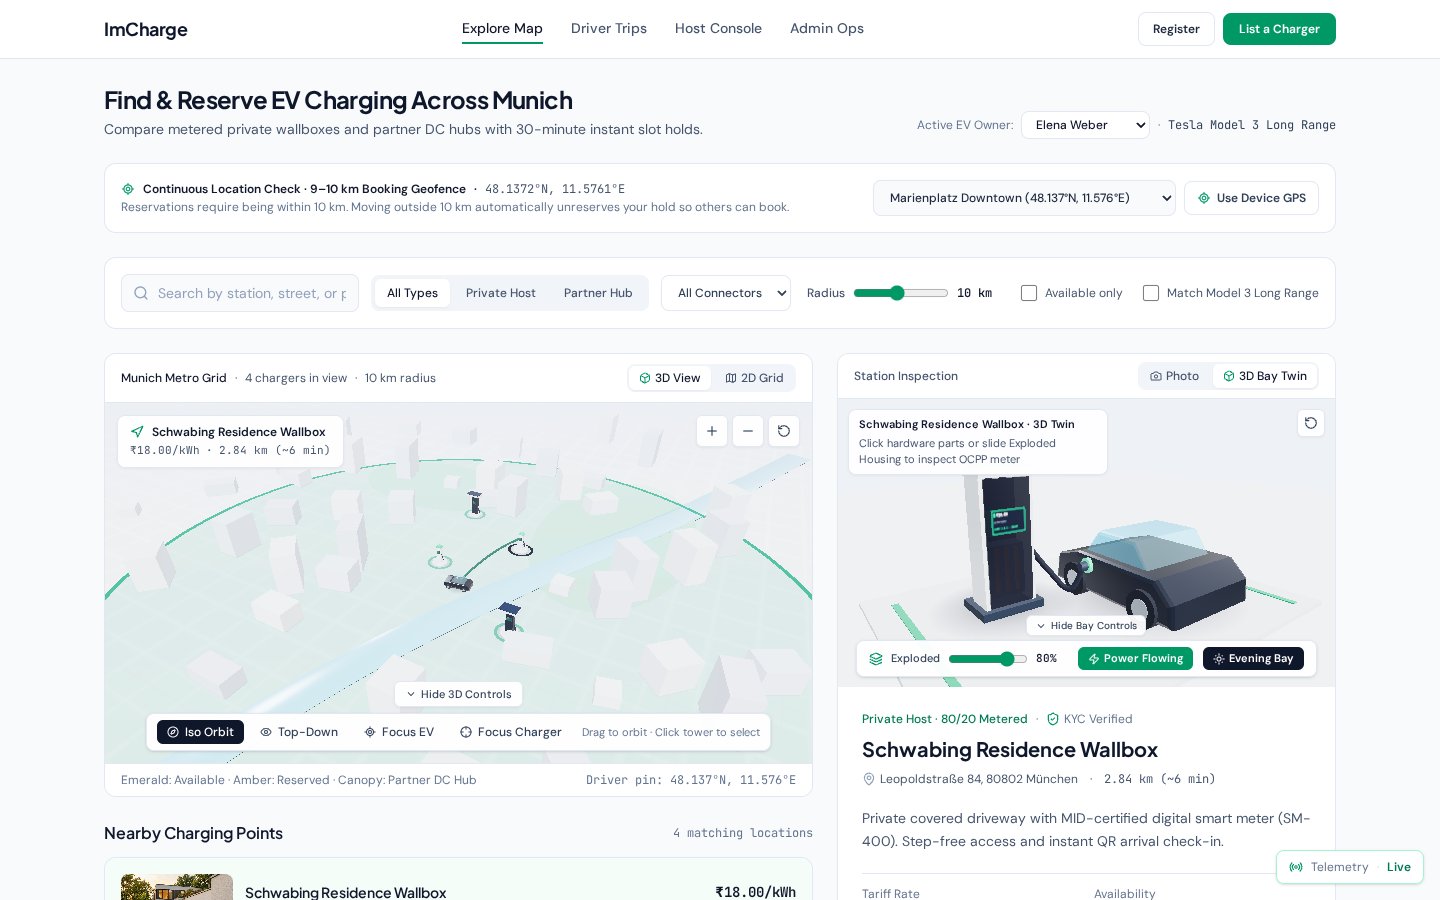 ImCharge
Explore Map
Driver Trips
Host Console
Admin Ops
Register
List a Charger
Find & Reserve EV Charging Across Munich
Compare metered private wallboxes and partner DC hubs with 30-minute instant slot holds.
Active EV Owner:
Elena Weber
· Tesla Model 3 Long Range
Continuous Location Check · 9–10 km Booking Geofence · 48.1372°N, 11.5761°E
Reservations require being within 10 km. Moving outside 10 km automatically unreserves your hold so others can book.
Marienplatz Downtown (48.137°N, 11.576°E)
Use Device GPS
Search by station, street, or p
All Types
Private Host
Partner Hub
All Connectors
Radius
10 km
Available only
Match Model 3 Long Range
Munich Metro Grid · 4 chargers in view · 10 km radius
3D View
2D Grid
Schwabing Residence Wallbox
₹18.00/kWh · 2.84 km (~6 min)
Hide 3D Controls
Iso Orbit
Top-Down
Focus EV
Focus Charger
Drag to orbit · Click tower to select
Emerald: Available · Amber: Reserved · Canopy: Partner DC Hub
Driver pin: 48.137°N, 11.576°E
Nearby Charging Points
4 matching locations
Schwabing Residence Wallbox
₹18.00/kWh
Station Inspection
Photo
3D Bay Twin
Schwabing Residence Wallbox · 3D Twin
Click hardware parts or slide Exploded
Housing to inspect OCPP meter
Hide Bay Controls
Exploded
80%
Power Flowing
Evening Bay
Private Host · 80/20 Metered · KYC Verified
Schwabing Residence Wallbox
Leopoldstraße 84, 80802 München · 2.84 km (~6 min)
Private covered driveway with MID-certified digital smart meter (SM-
400). Step-free access and instant QR arrival check-in.
Tariff Rate
Availability
Telemetry · Live